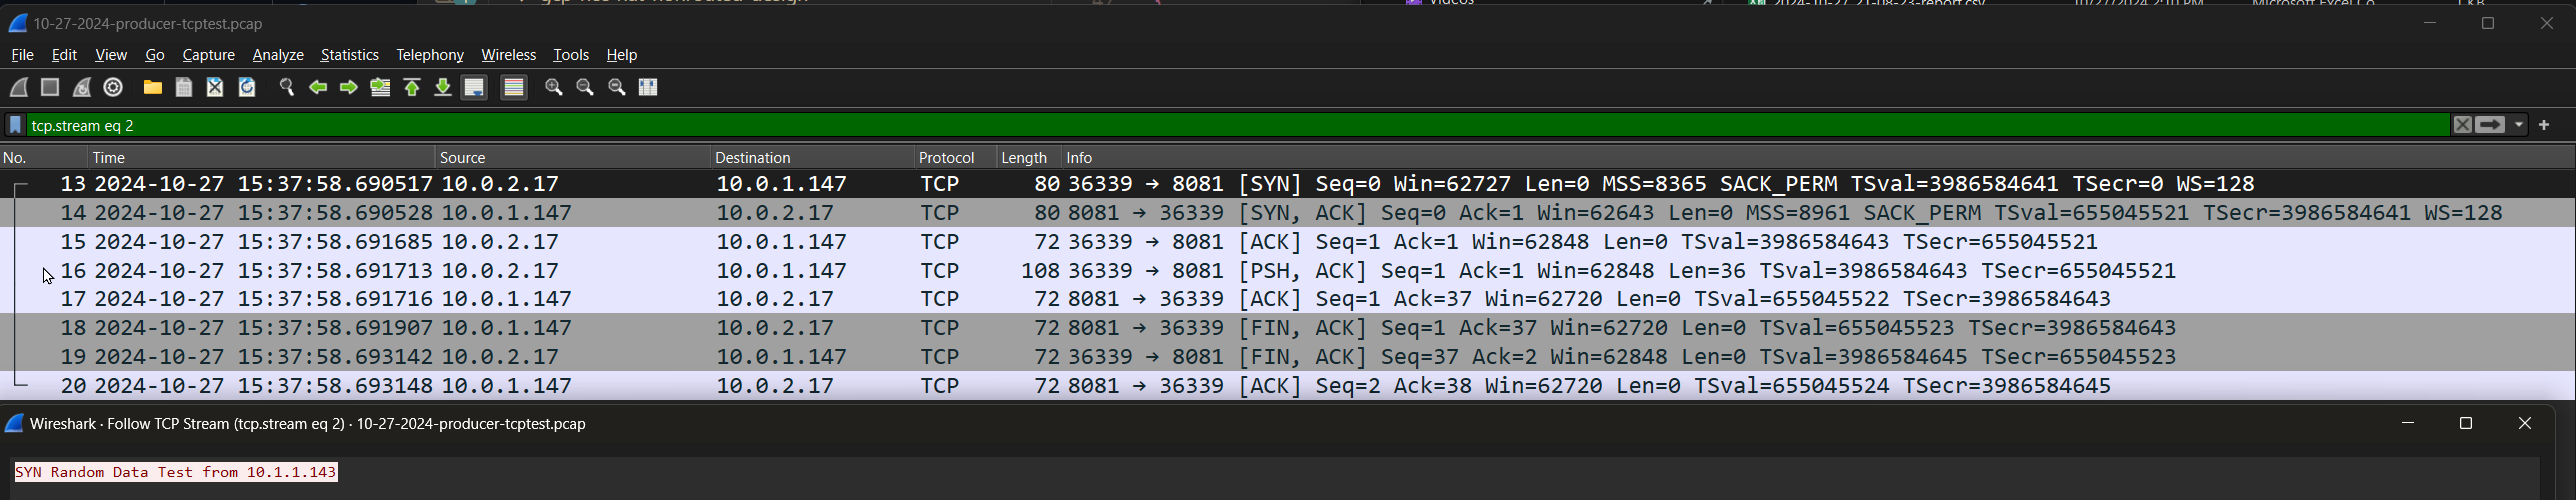 10-27-2024-producer-tcptest.pcap
File Edit View Go Capture Analyze Statistics Telephony Wireless Tools Help
tcp.stream eq 2
No. Time Source Destination Protocol Length Info
13 2024-10-27 15:37:58.690517 10.0.2.17 10.0.1.147 TCP 80 36339 → 8081 [SYN] Seq=0 Win=62727 Len=0 MSS=8365 SACK_PERM TSval=3986584641 TSecr=0 WS=128
14 2024-10-27 15:37:58.690528 10.0.1.147 10.0.2.17 TCP 80 8081 → 36339 [SYN, ACK] Seq=0 Ack=1 Win=62643 Len=0 MSS=8961 SACK_PERM TSval=655045521 TSecr=3986584641 WS=128
15 2024-10-27 15:37:58.691685 10.0.2.17 10.0.1.147 TCP 72 36339 → 8081 [ACK] Seq=1 Ack=1 Win=62848 Len=0 TSval=3986584643 TSecr=655045521
16 2024-10-27 15:37:58.691713 10.0.2.17 10.0.1.147 TCP 108 36339 → 8081 [PSH, ACK] Seq=1 Ack=1 Win=62848 Len=36 TSval=3986584643 TSecr=655045521
17 2024-10-27 15:37:58.691716 10.0.1.147 10.0.2.17 TCP 72 8081 → 36339 [ACK] Seq=1 Ack=37 Win=62720 Len=0 TSval=655045522 TSecr=3986584643
18 2024-10-27 15:37:58.691907 10.0.1.147 10.0.2.17 TCP 72 8081 → 36339 [FIN, ACK] Seq=1 Ack=37 Win=62720 Len=0 TSval=655045523 TSecr=3986584643
19 2024-10-27 15:37:58.693142 10.0.2.17 10.0.1.147 TCP 72 36339 → 8081 [FIN, ACK] Seq=37 Ack=2 Win=62848 Len=0 TSval=3986584645 TSecr=655045523
20 2024-10-27 15:37:58.693148 10.0.1.147 10.0.2.17 TCP 72 8081 → 36339 [ACK] Seq=2 Ack=38 Win=62720 Len=0 TSval=655045524 TSecr=3986584645
Wireshark · Follow TCP Stream (tcp.stream eq 2) · 10-27-2024-producer-tcptest.pcap
SYN Random Data Test from 10.1.1.143